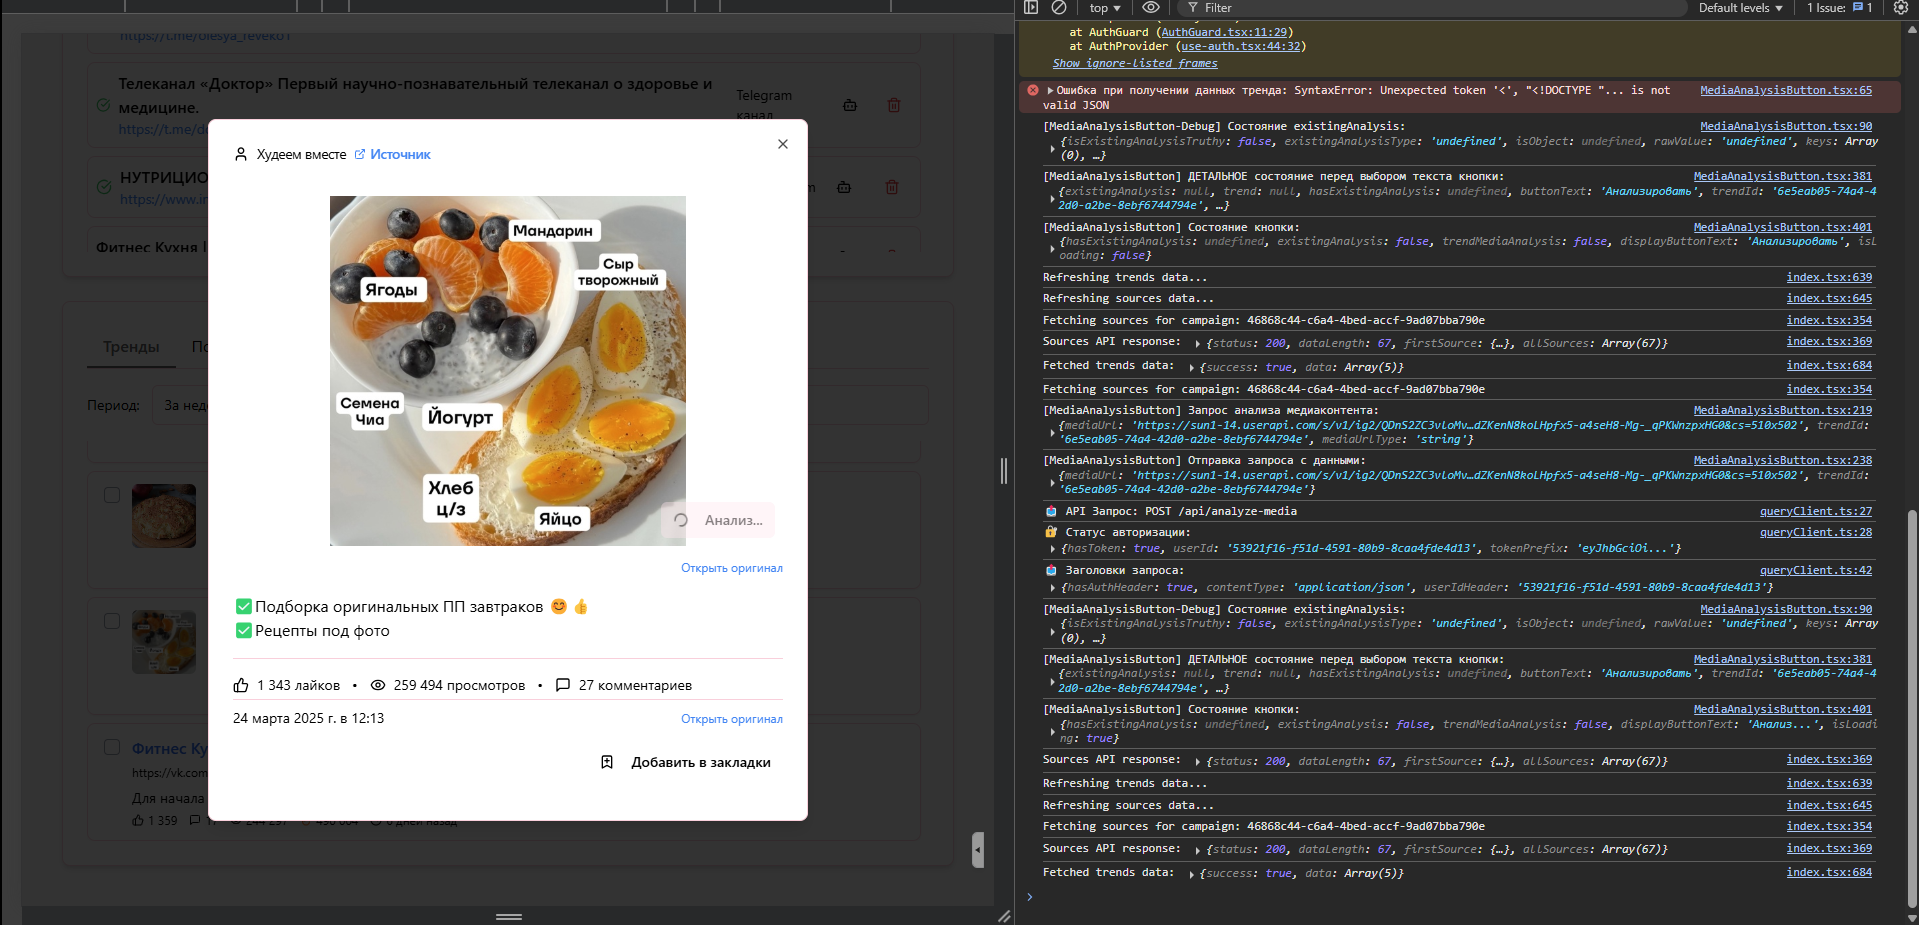 https://t.me/olesya_feveko1
Телеканал «Доктор» Первый научно-познавательный телеканал о здоровье и
медицине.
https://t.me/d
Telegram
канал
НУТРИЦИО
https://www.in
m
Фитнес Кухня
Тренды
По
Период:
За нед
Фитнес Ку
https://vk.com
Для начала
1 359
Худеем вместе
Источник
Мандарин
Сыр
творожный
Ягоды
Семена
Чиа
Йогурт
Хлеб
ц/з
Яйцо
Анализ...
Открыть оригинал
✅Подборка оригинальных ПП завтраков 😊 👍
✅Рецепты под фото
1 343 лайков • 259 494 просмотров • 27 комментариев
24 марта 2025 г. в 12:13
Открыть оригинал
Добавить в закладки
top ▼
Filter
Default levels ▼
1 Issue: 1
at AuthGuard (AuthGuard.tsx:11:29)
at AuthProvider (use-auth.tsx:44:32)
Show ignore-listed frames
Ошибка при получении данных тренда: SyntaxError: Unexpected token '<', "<!DOCTYPE "... is not MediaAnalysisButton.tsx:65
valid JSON
[MediaAnalysisButton-Debug] Состояние existingAnalysis: MediaAnalysisButton.tsx:90
{isExistingAnalysisTruthy: false, existingAnalysisType: 'undefined', isObject: undefined, rawValue: 'undefined', keys: Array
(0), …}
[MediaAnalysisButton] ДЕТАЛЬНОЕ состояние перед выбором текста кнопки: MediaAnalysisButton.tsx:381
{existingAnalysis: null, trend: null, hasExistingAnalysis: undefined, buttonText: 'Анализировать', trendId: '6e5eab05-74a4-4
2d0-a2be-8ebf6744794e', …}
[MediaAnalysisButton] Состояние кнопки: MediaAnalysisButton.tsx:401
{hasExistingAnalysis: undefined, existingAnalysis: false, trendMediaAnalysis: false, displayButtonText: 'Анализировать', isL
oading: false}
Refreshing trends data... index.tsx:639
Refreshing sources data... index.tsx:645
Fetching sources for campaign: 46868c44-c6a4-4bed-accf-9ad07bba790e index.tsx:354
Sources API response: {status: 200, dataLength: 67, firstSource: {…}, allSources: Array(67)} index.tsx:369
Fetched trends data: {success: true, data: Array(5)} index.tsx:684
Fetching sources for campaign: 46868c44-c6a4-4bed-accf-9ad07bba790e index.tsx:354
[MediaAnalysisButton] Запрос анализа медиаконтента: MediaAnalysisButton.tsx:219
{mediaUrl: 'https://sun1-14.userapi.com/s/v1/ig2/QDnS2ZC3vloMv…dZKenN8koLHpfx5-a4seH8-Mg-_qPKWnzpxHG0&cs=510x502', trendId:
'6e5eab05-74a4-42d0-a2be-8ebf6744794e', mediaUrlType: 'string'}
[MediaAnalysisButton] Отправка запроса с данными: MediaAnalysisButton.tsx:238
{mediaUrl: 'https://sun1-14.userapi.com/s/v1/ig2/QDnS2ZC3vloMv…dZKenN8koLHpfx5-a4seH8-Mg-_qPKWnzpxHG0&cs=510x502', trendId:
'6e5eab05-74a4-42d0-a2be-8ebf6744794e'}
API Запрос: POST /api/analyze-media queryClient.ts:27
Статус авторизации: queryClient.ts:28
{hasToken: true, userId: '53921f16-f51d-4591-80b9-8caa4fde4d13', tokenPrefix: 'eyJhbGciOi...'}
Заголовки запроса: queryClient.ts:42
{hasAuthHeader: true, contentType: 'application/json', userIdHeader: '53921f16-f51d-4591-80b9-8caa4fde4d13'}
[MediaAnalysisButton-Debug] Состояние existingAnalysis: MediaAnalysisButton.tsx:90
{isExistingAnalysisTruthy: false, existingAnalysisType: 'undefined', isObject: undefined, rawValue: 'undefined', keys: Array
(0), …}
[MediaAnalysisButton] ДЕТАЛЬНОЕ состояние перед выбором текста кнопки: MediaAnalysisButton.tsx:381
{existingAnalysis: null, trend: null, hasExistingAnalysis: undefined, buttonText: 'Анализировать', trendId: '6e5eab05-74a4-4
2d0-a2be-8ebf6744794e', …}
[MediaAnalysisButton] Состояние кнопки: MediaAnalysisButton.tsx:401
{hasExistingAnalysis: undefined, existingAnalysis: false, trendMediaAnalysis: false, displayButtonText: 'Анализ...', isLoadi
ng: true}
Sources API response: {status: 200, dataLength: 67, firstSource: {…}, allSources: Array(67)} index.tsx:369
Refreshing trends data... index.tsx:639
Refreshing sources data... index.tsx:645
Fetching sources for campaign: 46868c44-c6a4-4bed-accf-9ad07bba790e index.tsx:354
Sources API response: {status: 200, dataLength: 67, firstSource: {…}, allSources: Array(67)} index.tsx:369
Fetched trends data: {success: true, data: Array(5)} index.tsx:684